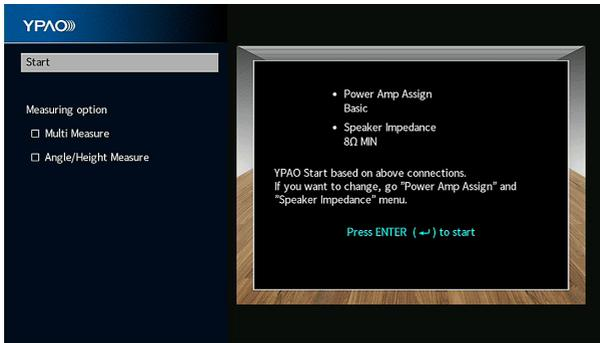 YPAO
Start
Measuring option
Multi Measure
Angle/Height Measure
• Power Amp Assign
Basic
• Speaker Impedance
8Ω MIN
YPAO Start based on above connections.
If you want to change, go "Power Amp Assign" and
"Speaker Impedance" menu.
Press ENTER (↵) to start